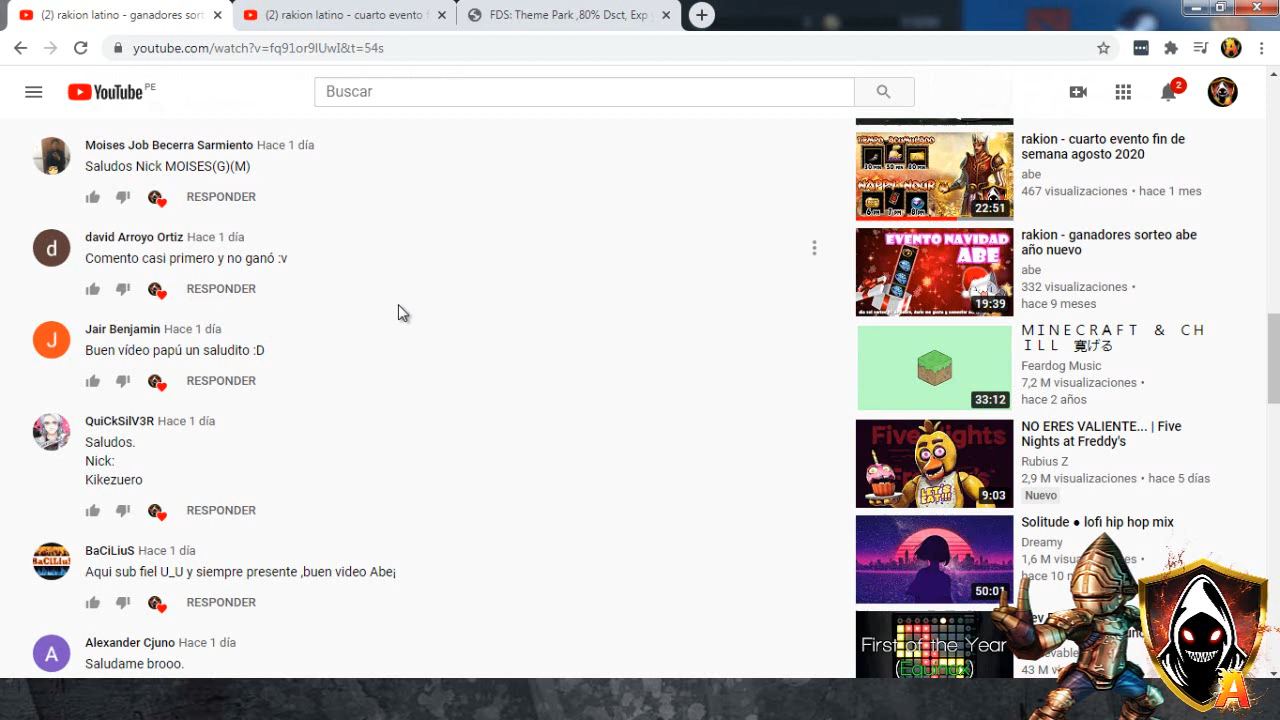 (2) rakion latino - ganadores sort
(2) rakion latino - cuarto evento f
FDS: Theme Park ,80% Dsct, Exp y
youtube.com/watch?v=fq91or9lUwI&t=54s
YouTube PE
Buscar
2
Moises Job Becerra Sarmiento Hace 1 día
Saludos Nick MOISES(R)(M)
RESPONDER
d
david Arroyo Ortiz Hace 1 día
Comento casi primero y no ganó :v
RESPONDER
J
Jair Benjamin Hace 1 día
Buen vídeo papú un saludito :D
RESPONDER
QuiCkSilV3R Hace 1 día
Saludos.
Nick:
Kikezuero
RESPONDER
BaCiLiuS Hace 1 día
Aqui sub fiel U_U y siempre presente ,buen video Abe¡
RESPONDER
A
Alexander Cjuno Hace 1 día
Saludame brooo.
22:51
rakion - cuarto evento fin de
semana agosto 2020
abe
467 visualizaciones • hace 1 mes
EVENTO NAVIDAD
ABE
19:39
rakion - ganadores sorteo abe
año nuevo
abe
332 visualizaciones •
hace 9 meses
33:12
ＭＩＮＥＣＲＡＦＴ ＆ ＣＨ
ＩＬＬ 寛げる
Feardog Music
7,2 M visualizaciones •
hace 2 años
Five Nights
LET'S EAT!!!
9:03
NO ERES VALIENTE... | Five
Nights at Freddy's
Rubius Z
2,9 M visualizaciones • hace 5 días
Nuevo
50:01
Solitude ● lofi hip hop mix
Dreamy
1,6 M
hace 10
First of the Year
(Equinox)
43 M
A